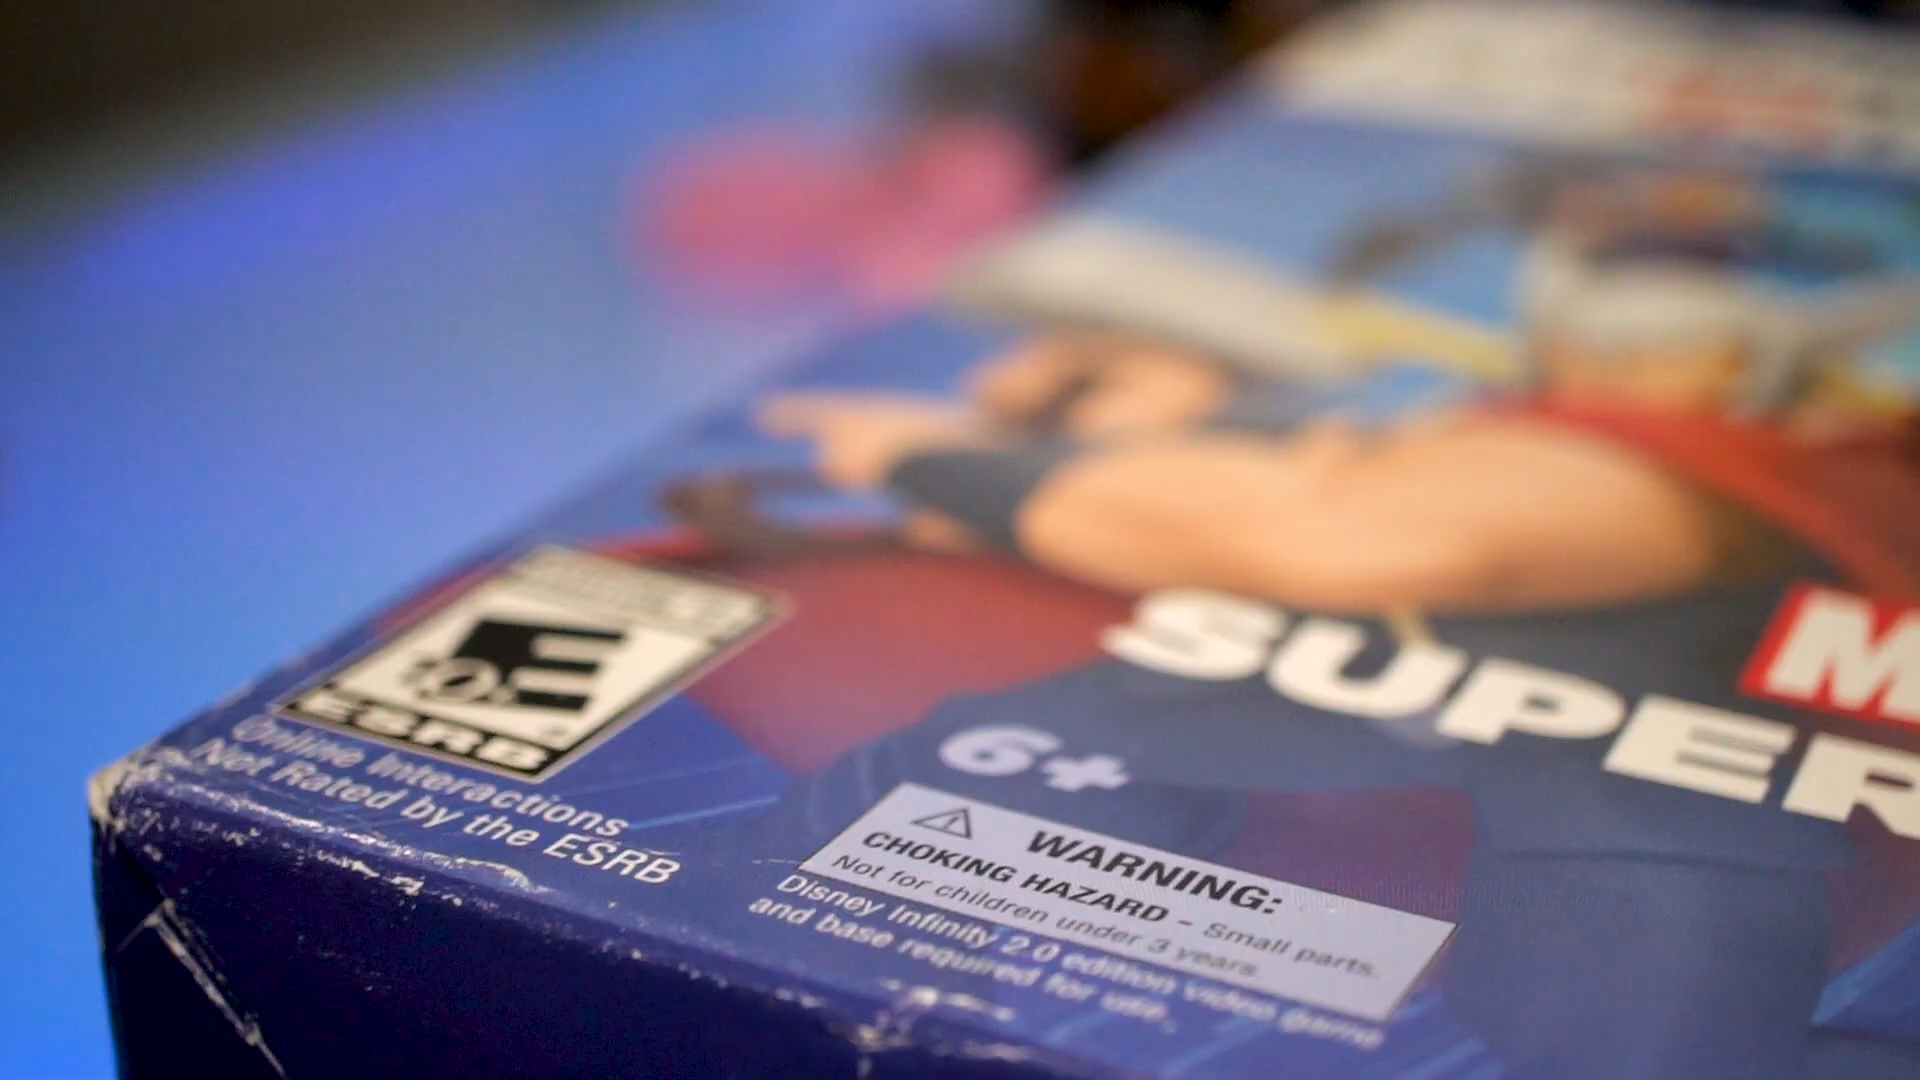 E
ESRB
Online Interactions
Not Rated by the ESRB
SUPER
M
6+
WARNING:
CHOKING HAZARD - Small parts.
Not for children under 3 years.
Disney Infinity 2.0 edition video game
and base required for use.